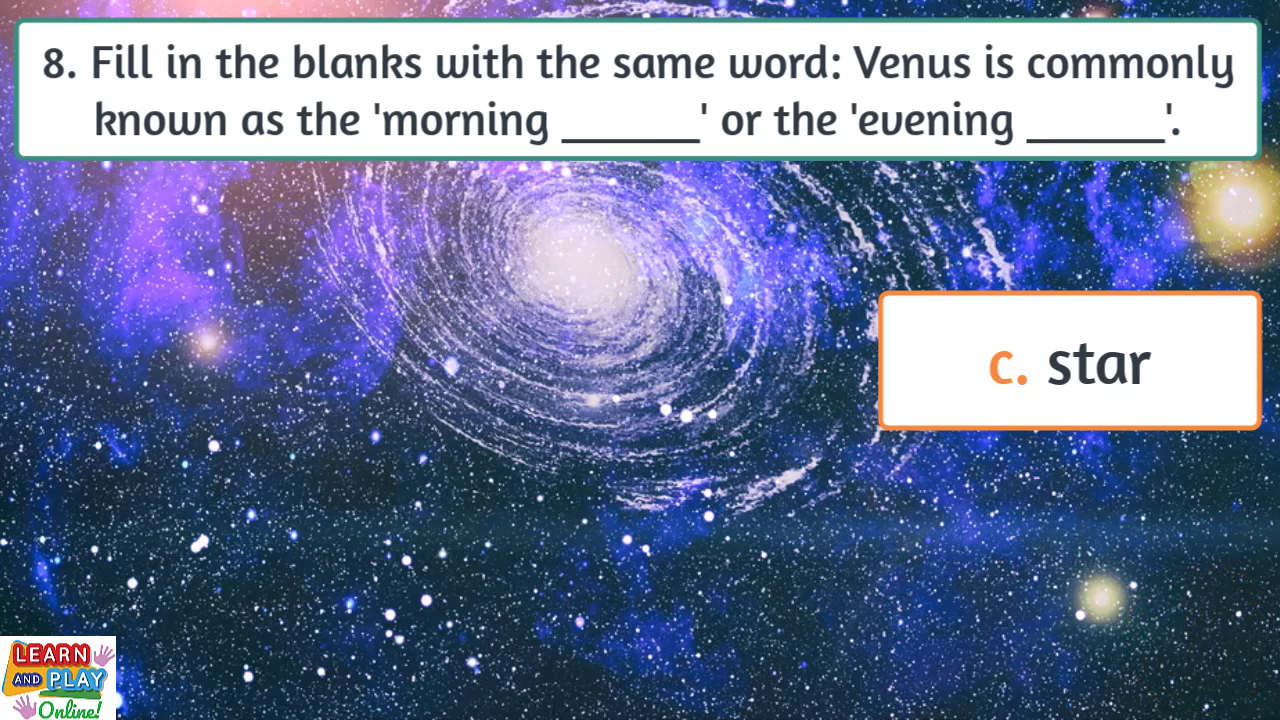 8. Fill in the blanks with the same word: Venus is commonly
known as the 'morning ______' or the 'evening ______'.
c. star
LEARN
AND PLAY
Online!